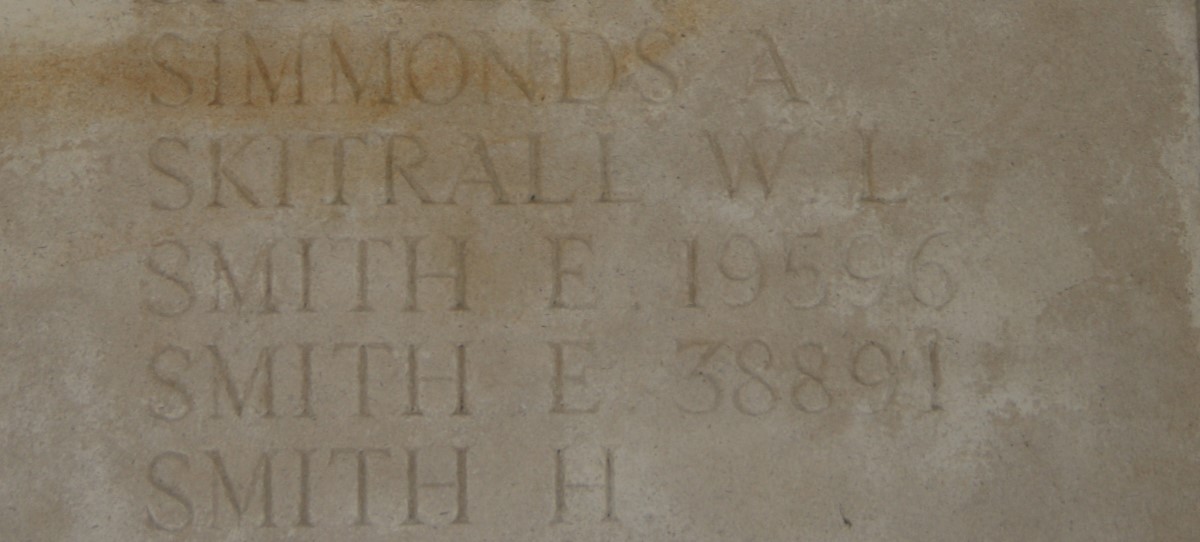 SIMMONDS A
SKITRALL W. L.
SMITH E. 19596
SMITH E. 38891
SMITH H